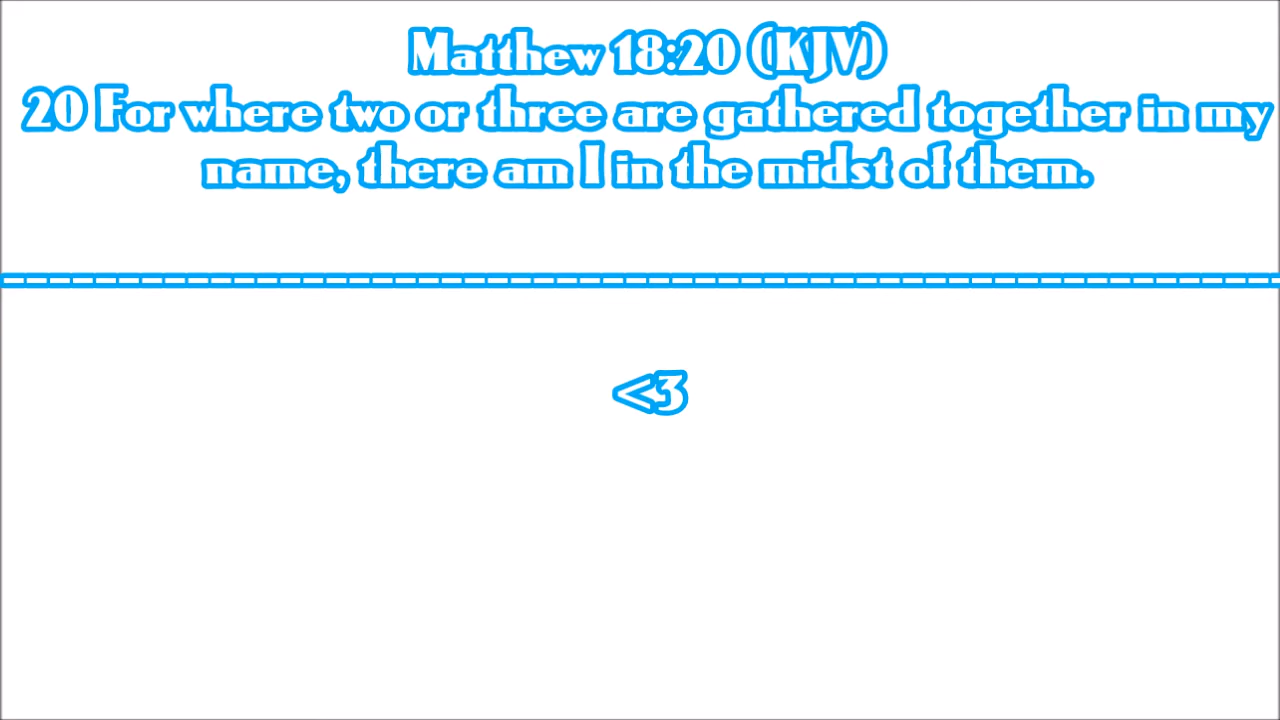 Matthew 18:20 (KJV)
20 For where two or three are gathered together in my
name, there am I in the midst of them.
<3